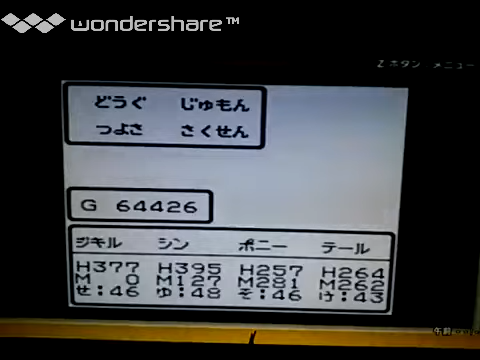 wondershare™
Zボタン メニュー
どうぐ じゅもん
つよさ さくせん
G 64426
ジキル シン ポニー テール
H377 H395 H257 H264
M 0 M127 M281 M262
せ:46 ゆ:48 そ:46 け:43